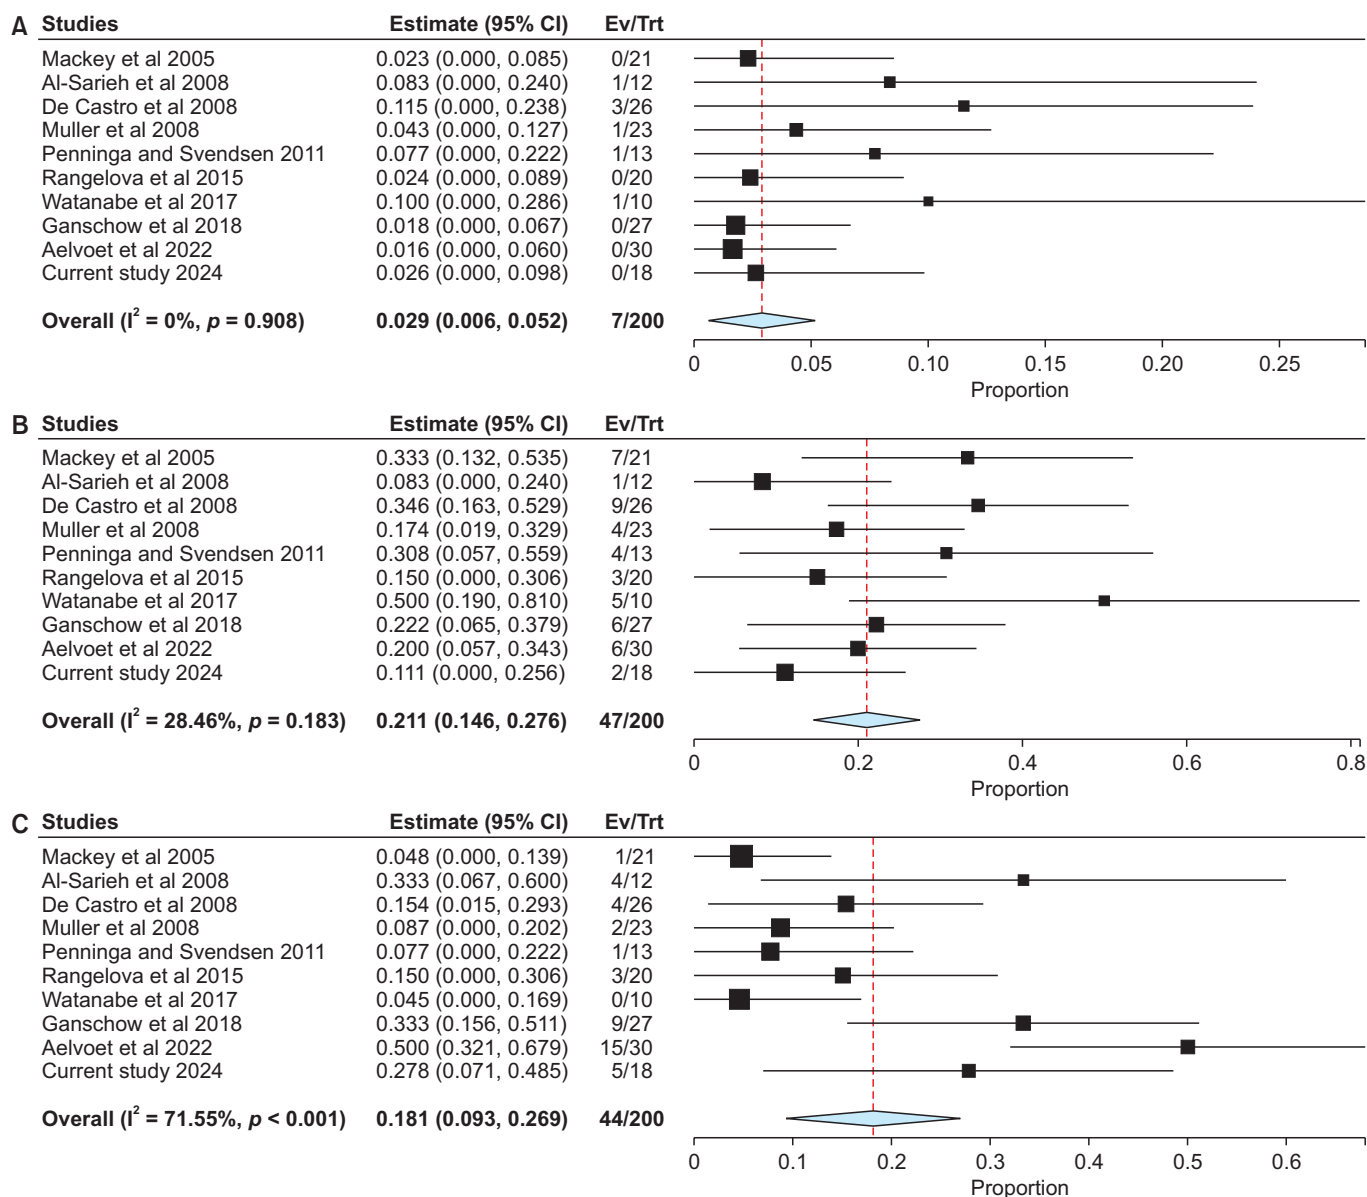 A Studies Estimate (95% CI) Ev/Trt
Mackey et al 2005 0.023 (0.000, 0.085) 0/21
Al-Sarieh et al 2008 0.083 (0.000, 0.240) 1/12
De Castro et al 2008 0.115 (0.000, 0.238) 3/26
Muller et al 2008 0.043 (0.000, 0.127) 1/23
Penninga and Svendsen 2011 0.077 (0.000, 0.222) 1/13
Rangelova et al 2015 0.024 (0.000, 0.089) 0/20
Watanabe et al 2017 0.100 (0.000, 0.286) 1/10
Ganschow et al 2018 0.018 (0.000, 0.067) 0/27
Aelvoet et al 2022 0.016 (0.000, 0.060) 0/30
Current study 2024 0.026 (0.000, 0.098) 0/18
Overall (I² = 0%, p = 0.908) 0.029 (0.006, 0.052) 7/200
0 0.05 0.10 0.15 0.20 0.25
Proportion
B Studies Estimate (95% CI) Ev/Trt
Mackey et al 2005 0.333 (0.132, 0.535) 7/21
Al-Sarieh et al 2008 0.083 (0.000, 0.240) 1/12
De Castro et al 2008 0.346 (0.163, 0.529) 9/26
Muller et al 2008 0.174 (0.019, 0.329) 4/23
Penninga and Svendsen 2011 0.308 (0.057, 0.559) 4/13
Rangelova et al 2015 0.150 (0.000, 0.306) 3/20
Watanabe et al 2017 0.500 (0.190, 0.810) 5/10
Ganschow et al 2018 0.222 (0.065, 0.379) 6/27
Aelvoet et al 2022 0.200 (0.057, 0.343) 6/30
Current study 2024 0.111 (0.000, 0.256) 2/18
Overall (I² = 28.46%, p = 0.183) 0.211 (0.146, 0.276) 47/200
0 0.2 0.4 0.6 0.8
Proportion
C Studies Estimate (95% CI) Ev/Trt
Mackey et al 2005 0.048 (0.000, 0.139) 1/21
Al-Sarieh et al 2008 0.333 (0.067, 0.600) 4/12
De Castro et al 2008 0.154 (0.015, 0.293) 4/26
Muller et al 2008 0.087 (0.000, 0.202) 2/23
Penninga and Svendsen 2011 0.077 (0.000, 0.222) 1/13
Rangelova et al 2015 0.150 (0.000, 0.306) 3/20
Watanabe et al 2017 0.045 (0.000, 0.169) 0/10
Ganschow et al 2018 0.333 (0.156, 0.511) 9/27
Aelvoet et al 2022 0.500 (0.321, 0.679) 15/30
Current study 2024 0.278 (0.071, 0.485) 5/18
Overall (I² = 71.55%, p < 0.001) 0.181 (0.093, 0.269) 44/200
0 0.1 0.2 0.3 0.4 0.5 0.6
Proportion